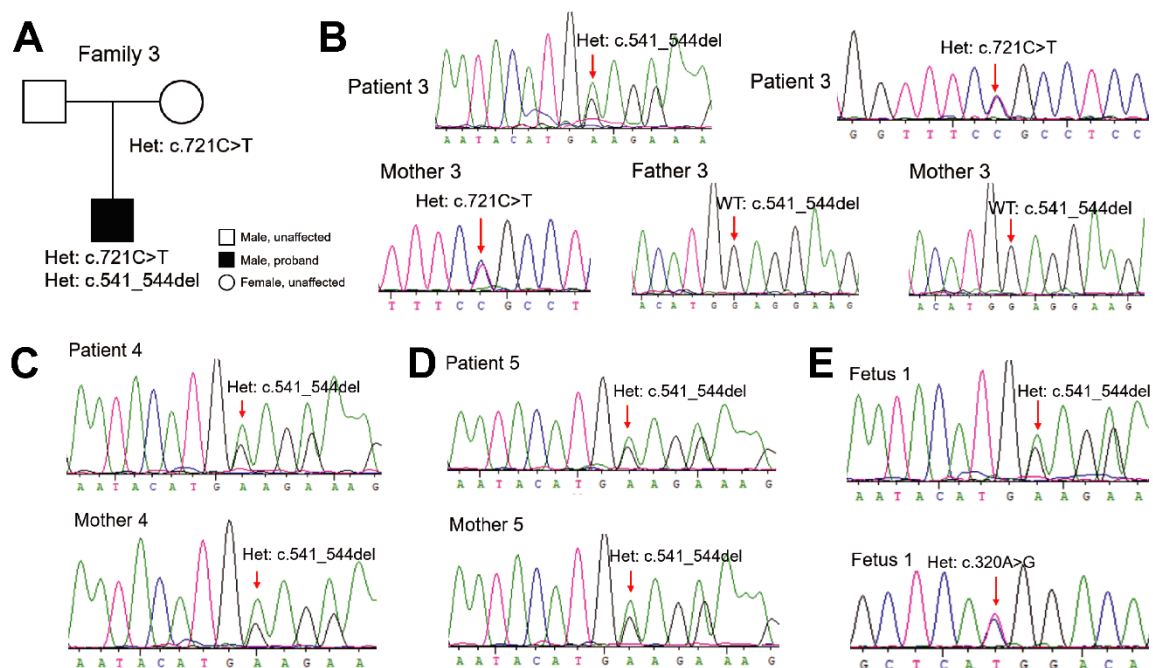 A
Family 3
Het: c.721C>T
Het: c.721C>T
Het: c.541_544del
Male, unaffected
Male, proband
Female, unaffected
B
Patient 3
Het: c.541_544del
A A T A C A T G A A G A A A
Patient 3
Het: c.721C>T
G G T T T C C G C C T C C
Mother 3
Het: c.721C>T
T T T C C G C C T
Father 3
WT: c.541_544del
A C A T G G A G G A A G
Mother 3
WT: c.541_544del
A C A T G G A G G A A G
C
Patient 4
Het: c.541_544del
A A T A C A T G A A G A A A G
Mother 4
Het: c.541_544del
A A T A C A T G A A G A A
D
Patient 5
Het: c.541_544del
A A T A C A T G A A G A A A G
Mother 5
Het: c.541_544del
A A T A C A T G A A G A A A G
E
Fetus 1
Het: c.541_544del
A A T A C A T G A A G A A
Fetus 1
Het: c.320A>G
G C T C A T G G A C A